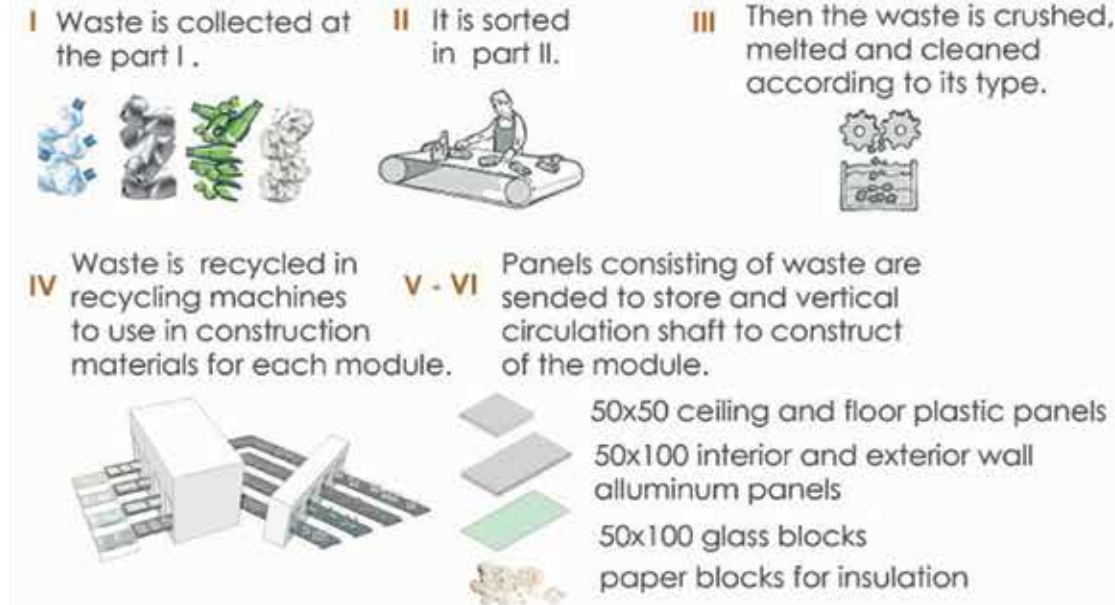 I Waste is collected at
the part I .
II It is sorted
in part II.
III Then the waste is crushed,
melted and cleaned
according to its type.
IV Waste is recycled in
recycling machines
to use in construction
materials for each module.
V - VI Panels consisting of waste are
sended to store and vertical
circulation shaft to construct
of the module.
50x50 ceiling and floor plastic panels
50x100 interior and exterior wall
alluminum panels
50x100 glass blocks
paper blocks for insulation